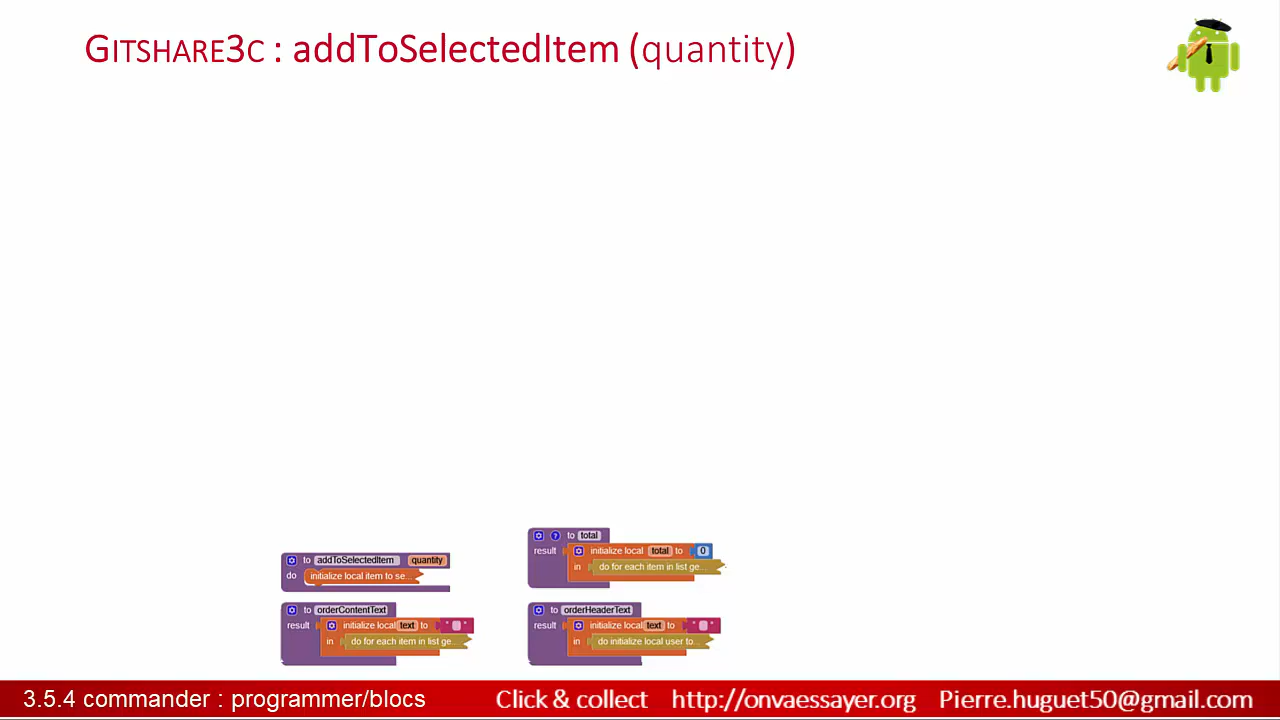 GITSHARE3C : addToSelectedItem (quantity)
to addToSelectedItem quantity
do initialize local item to se...
to total
result initialize local total to 0
in do for each item in list ge...
to orderContentText
result initialize local text to " "
in do for each item in list ge...
to orderHeaderText
result initialize local text to " "
in do initialize local user to...
3.5.4 commander : programmer/blocs Click & collect http://onvaessayer.org Pierre.huguet50@gmail.com